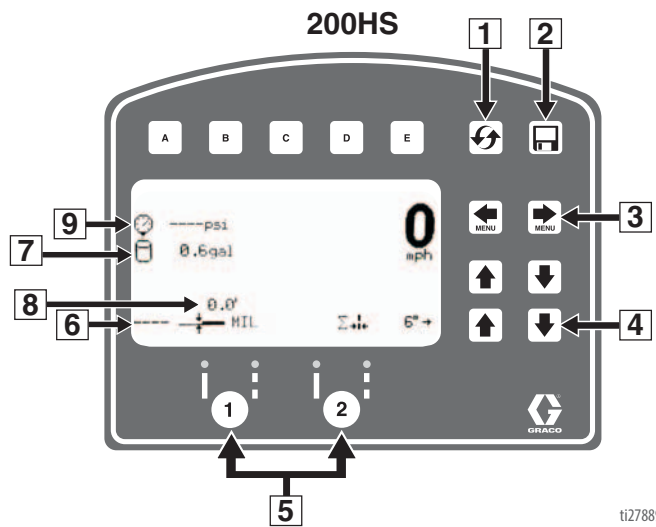 200HS
1
2
A B C D E
9
----psi
0
MENU
MENU
3
7
0.6gal
mph
8
0.0'
6
---- MIL
Σ
6"→
4
1
2
GRACO
5
ti2788